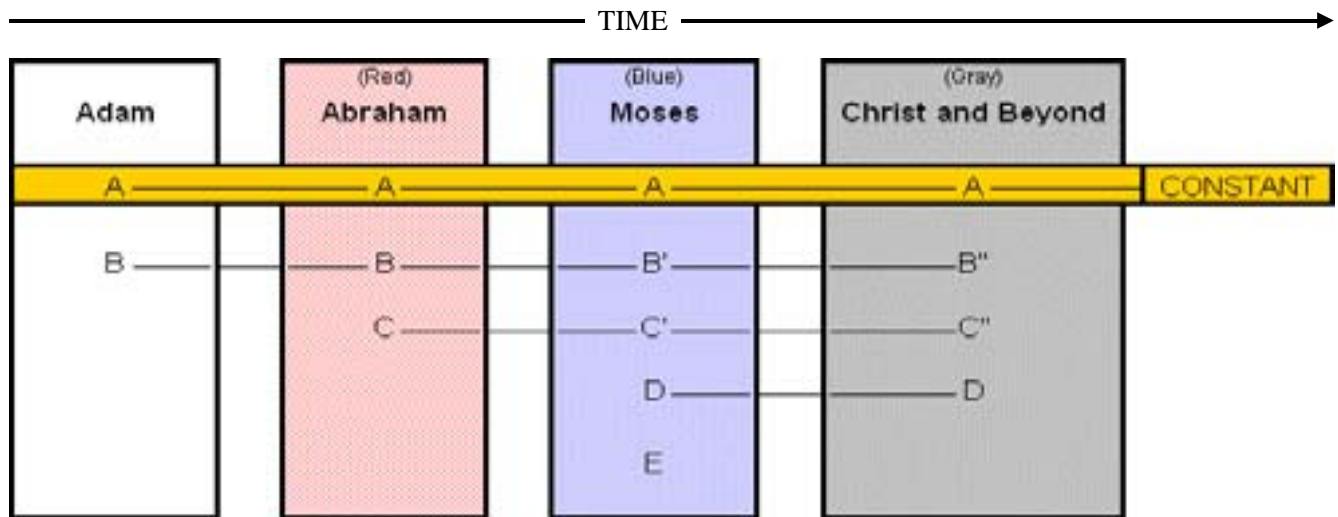 TIME
(Red) (Blue) (Gray)
Adam Abraham Moses Christ and Beyond
A A A A CONSTANT
B B B' B"
C C' C"
D D
E